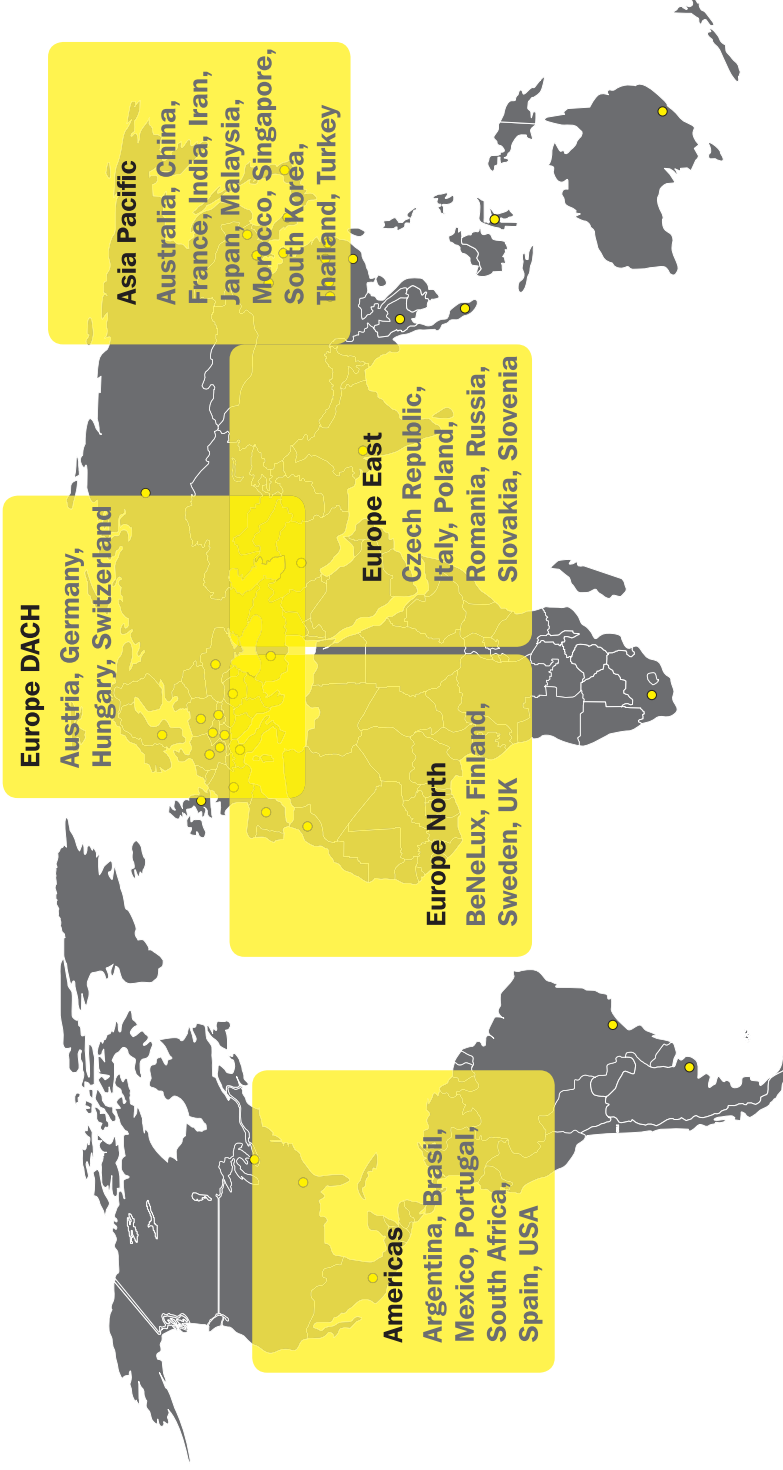 Americas
Argentina, Brasil,
Mexico, Portugal,
South Africa,
Spain, USA
Europe North
BeNeLux, Finland,
Sweden, UK
Europe DACH
Austria, Germany,
Hungary, Switzerland
Europe East
Czech Republic,
Italy, Poland,
Romania, Russia,
Slovakia, Slovenia
Asia Pacific
Australia, China,
France, India, Iran,
Japan, Malaysia,
Morocco, Singapore,
South Korea,
Thailand, Turkey